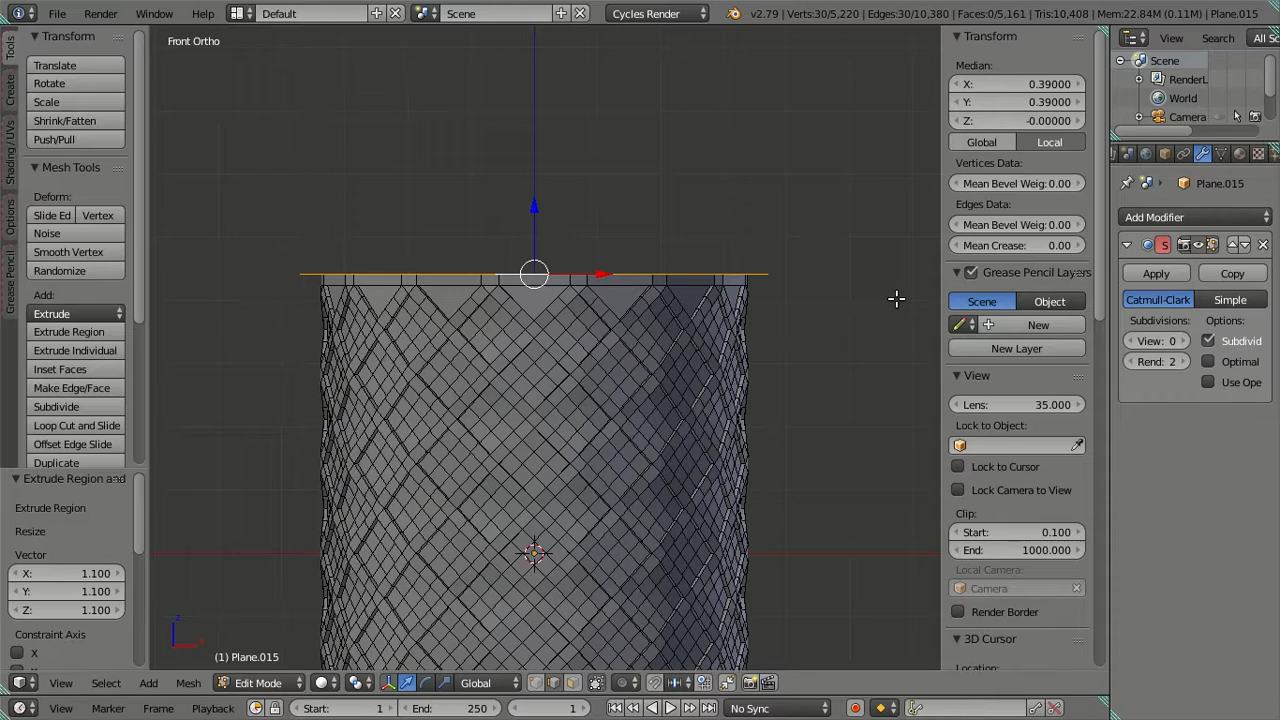 File Render Window Help Default Scene Cycles Render v2.79 | Verts:30/5,220 | Edges:30/10,380 | Faces:0/5,161 | Tris:10,408 | Mem:22.84M (0.11M) | Plane.015
Tools
Create
Shading / UVs
Options
Grease Pencil
Transform
Translate
Rotate
Scale
Shrink/Fatten
Push/Pull
Mesh Tools
Deform:
Slide Ed Vertex
Noise
Smooth Vertex
Randomize
Add:
Extrude
Extrude Region
Extrude Individual
Inset Faces
Make Edge/Face
Subdivide
Loop Cut and Slide
Offset Edge Slide
Duplicate
Extrude Region and
Extrude Region
Resize
Vector
X: 1.100
Y: 1.100
Z: 1.100
Constraint Axis
X
Front Ortho
z
x
(1) Plane.015
Transform
Median:
X: 0.39000
Y: 0.39000
Z: -0.00000
Global Local
Vertices Data:
Mean Bevel Weig: 0.00
Edges Data:
Mean Bevel Weig: 0.00
Mean Crease: 0.00
Grease Pencil Layers
Scene Object
New
New Layer
View
Lens: 35.000
Lock to Object:
Lock to Cursor
Lock Camera to View
Clip:
Start: 0.100
End: 1000.000
Local Camera:
Camera
Render Border
3D Cursor
Location:
View Search All Sc
Scene
RenderL
World
Camera
Plane.015
Add Modifier
S
Apply Copy
Catmull-Clark Simple
Subdivisions: Options:
View: 0 Subdivid
Rend: 2 Optimal
Use Ope
View Select Add Mesh Edit Mode Global
View Marker Frame Playback Start: 1 End: 250 1 No Sync